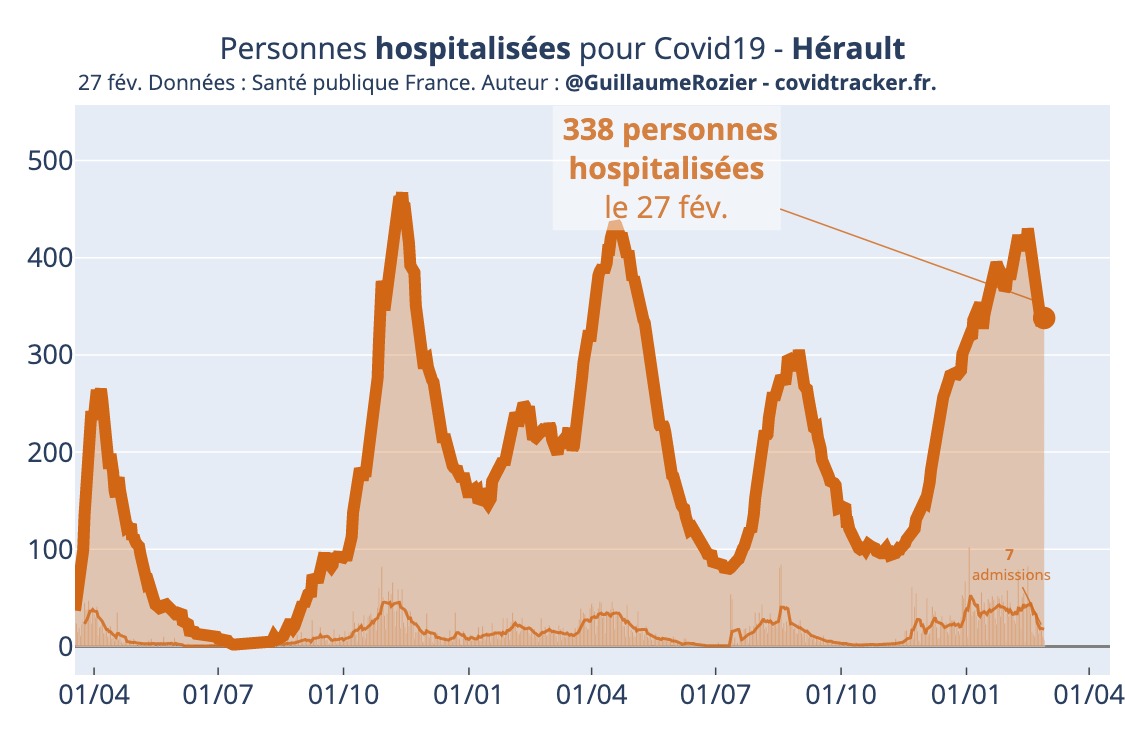 Personnes hospitalisées pour Covid19 - Hérault
27 fév. Données : Santé publique France. Auteur : @GuillaumeRozier - covidtracker.fr.
338 personnes
hospitalisées
le 27 fév.
500
400
300
200
100
0
7
admissions
01/04 01/07 01/10 01/01 01/04 01/07 01/10 01/01 01/04